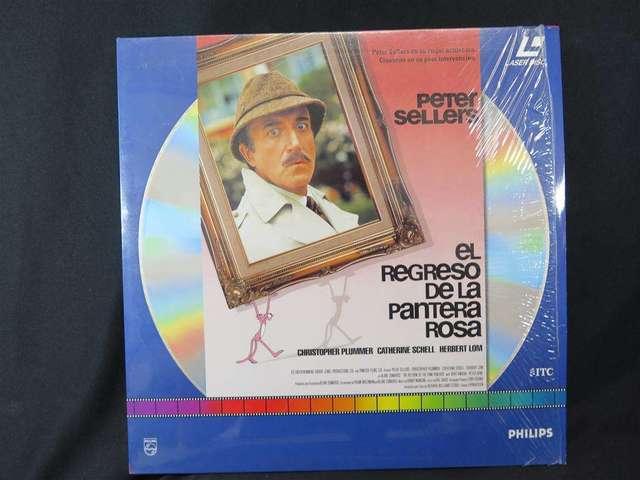 Peter Sellers en su mejor actuación.
Clouseau en su peor intervención.
LASER DISC
PETER
SELLERS
EL
REGRESO
DE LA
PANTERA
ROSA
CHRISTOPHER PLUMMER CATHERINE SCHELL HERBERT LOM
ITC
PHILIPS
PHILIPS